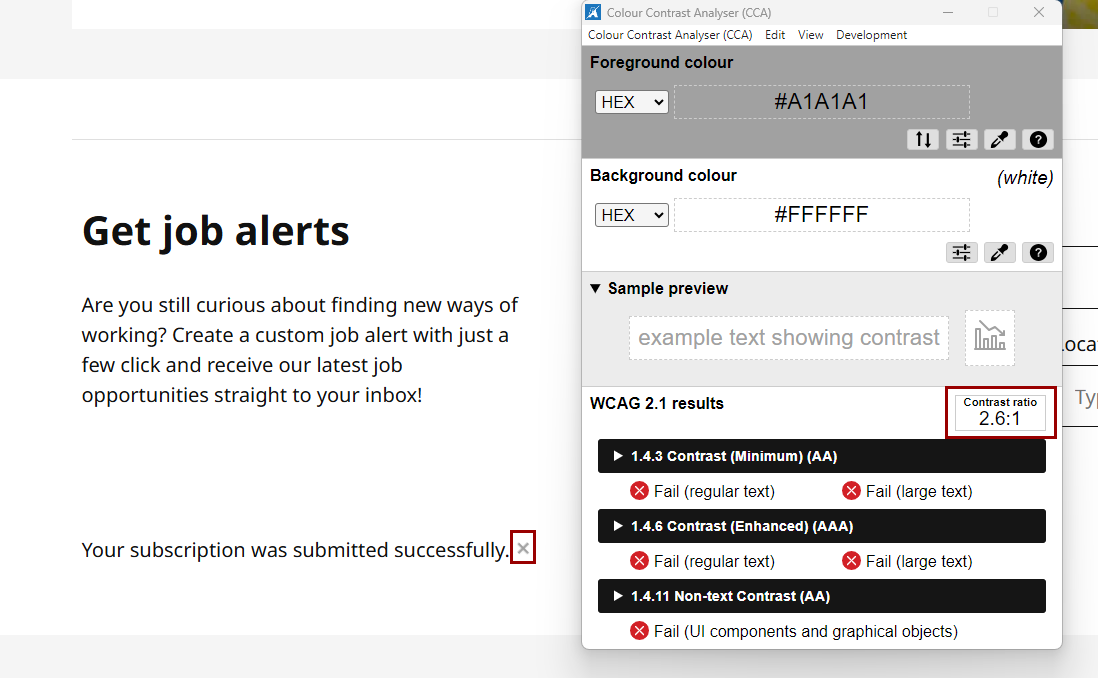 Get job alerts
Are you still curious about finding new ways of
working? Create a custom job alert with just a
few click and receive our latest job
opportunities straight to your inbox!
Your subscription was submitted successfully. ×
Colour Contrast Analyser (CCA)
Colour Contrast Analyser (CCA) Edit View Development
Foreground colour
HEX #A1A1A1
Background colour (white)
HEX #FFFFFF
▼ Sample preview
example text showing contrast
WCAG 2.1 results
Contrast ratio
2.6:1
1.4.3 Contrast (Minimum) (AA)
Fail (regular text) Fail (large text)
1.4.6 Contrast (Enhanced) (AAA)
Fail (regular text) Fail (large text)
1.4.11 Non-text Contrast (AA)
Fail (UI components and graphical objects)